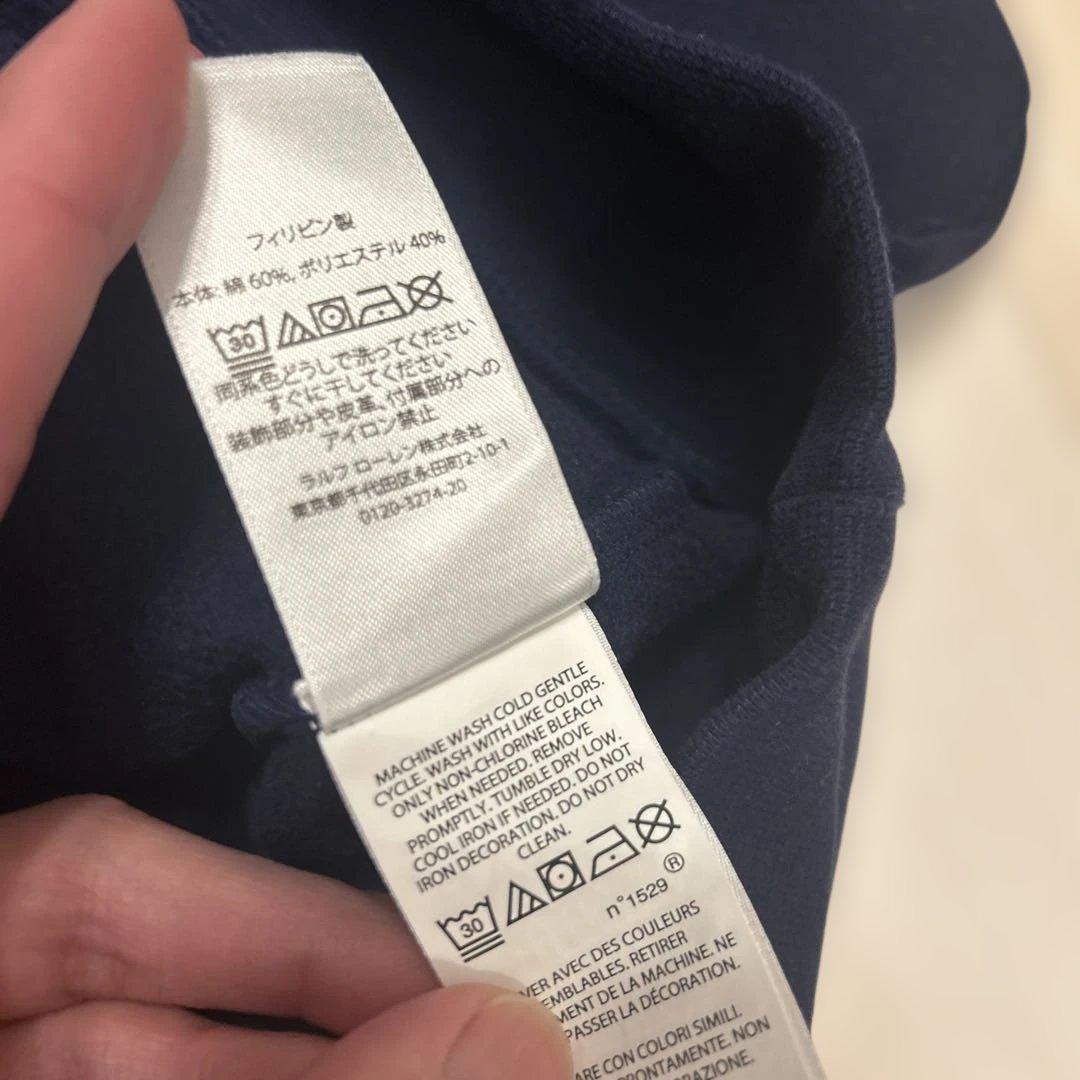 フィリピン製
本体 綿 60%, ポリエステル 40%
30
同系色どうしで洗ってください
すぐに干してください
装飾部分や皮革、付属部分への
アイロン禁止
ラルフ ローレン株式会社
東京都千代田区永田町2-10-1
0120-3274-20
MACHINE WASH COLD GENTLE
CYCLE. WASH WITH LIKE COLORS.
ONLY NON-CHLORINE BLEACH
WHEN NEEDED. REMOVE
PROMPTLY. TUMBLE DRY LOW.
COOL IRON IF NEEDED. DO NOT
IRON DECORATION. DO NOT DRY
CLEAN.
30
n°1529 ®
VER AVEC DES COULEURS
EMBLABLES. RETIRER
MENT DE LA MACHINE. NE
PASSER LA DÉCORATION.
ARE CON COLORI SIMILI.
RONTAMENTE. NON
RAZIONE.